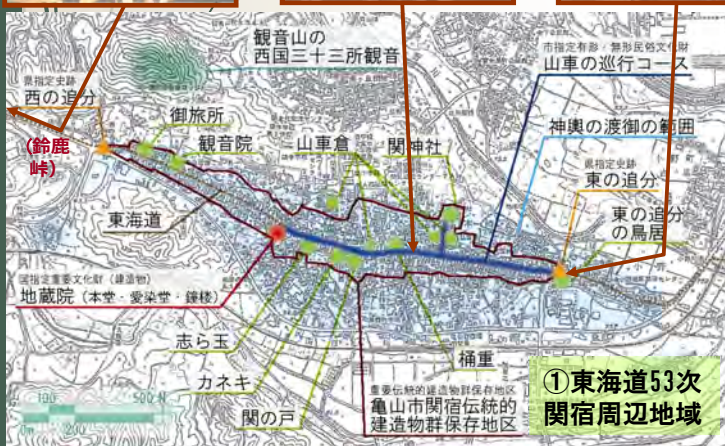 観音山の
西国三十三所観音
市指定有形・無形民俗文化財
山車の巡行コース
県指定史跡
西の追分
御旅所
観音院
山車倉
関神社
神輿の渡御の範囲
(鈴鹿
峠)
県指定史跡
東の追分
東の追分
の鳥居
東海道
国指定重要文化財（建造物）
地蔵院（本堂・愛染堂・鐘楼）
志ら玉
カネキ
関の戸
桶重
重要伝統的建造物群保存地区
亀山市関宿伝統的
建造物群保存地区
①東海道53次
関宿周辺地域
100 500 N
0m 200